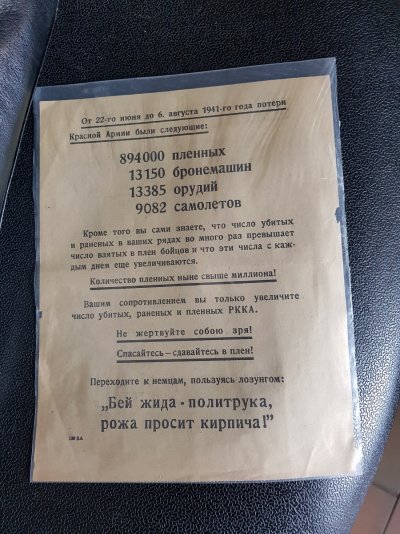 От 22-го июня до 6. августа 1941-го года потери
Красной Армии были следующие:
894000 пленных
13150 бронемашин
13385 орудий
9082 самолетов
Кроме того вы сами знаете, что число убитых
и раненых в ваших рядах во много раз превышает
число взятых в плен бойцов и что эти числа с каж-
дым днем еще увеличиваются.
Количество пленных ныне свыше миллиона!
Вашим сопротивлением вы только увеличите
число убитых, раненых и пленных РККА.
Не жертвуйте собою зря!
Спасайтесь — сдавайтесь в плен!
Переходите к немцам, пользуясь лозунгом:
„Бей жида - политрука,
рожа просит кирпича!"